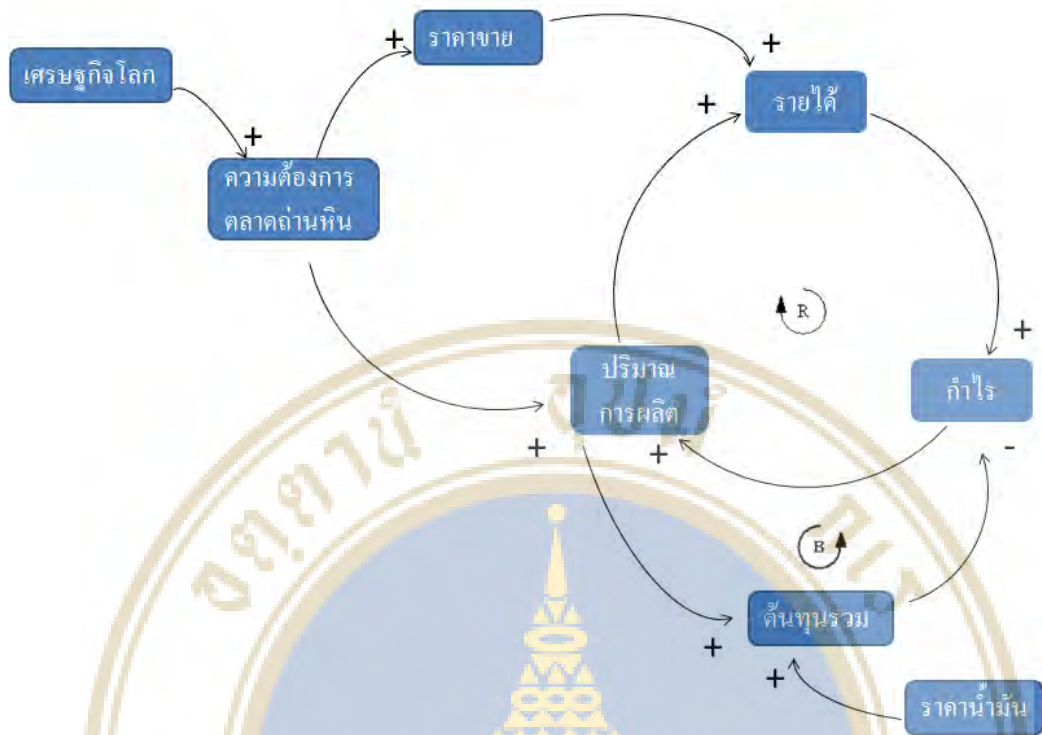 ราคาขาย
+
+
เศรษฐกิจโลก
+
รายได้
+
+
ความต้องการ
ตลาดถ่านหิน
R
+
ปริมาณ
การผลิต
กำไร
+
+
-
B
ต้นทุนรวม
+
+
ราคาน้ำมัน